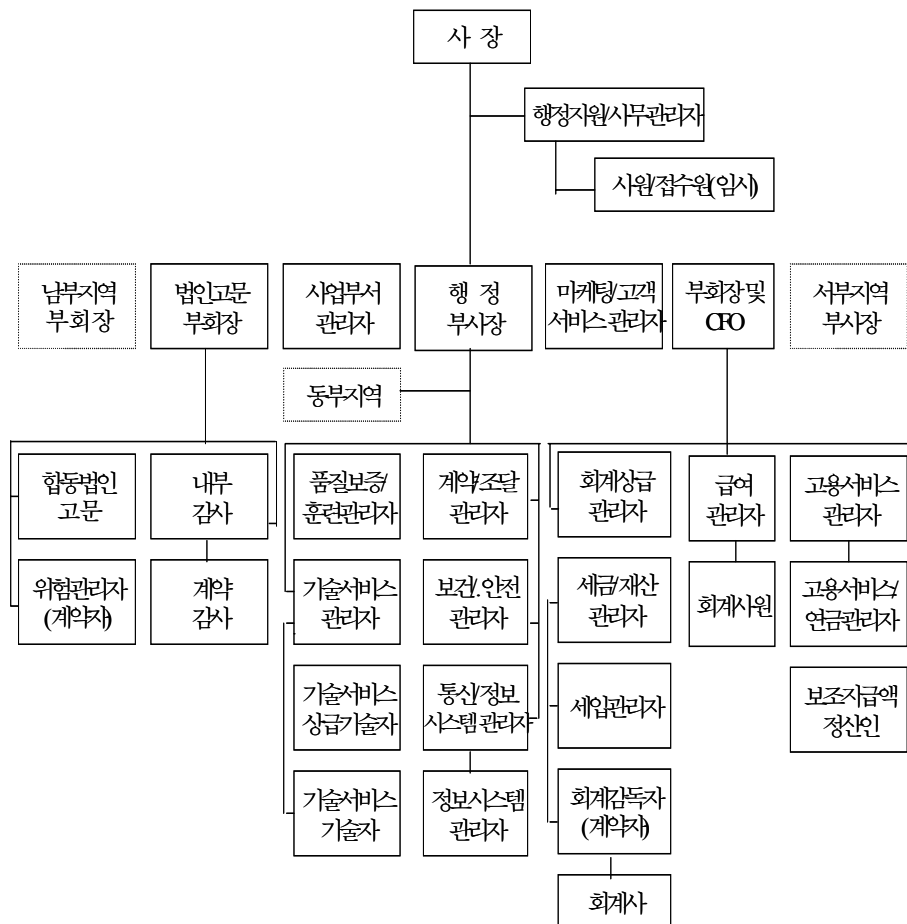 사 장
행정지원/사무관리자
사원/접수원(임시)
남부지역
부회장
법인고문
부회장
사업부서
관리자
행 정
부사장
마케팅/고객
서비스 관리자
부회장 및
CFO
서부지역
부사장
동부지역
합동법인
고문
내부
감사
품질보증/
훈련관리자
계약/조달
관리자
회계상급
관리자
급여
관리자
고용서비스
관리자
위험관리자
(계약자)
계약
감사
기술서비스
관리자
보건/.안전
관리자
세금/재산
관리자
회계사원
고용서비스/
연금관리자
기술서비스
상급기술자
통신/정보
시스템 관리자
세입관리자
보조지급액
정산인
기술서비스
기술자
정보시스템
관리자
회계감독자
(계약자)
회계사